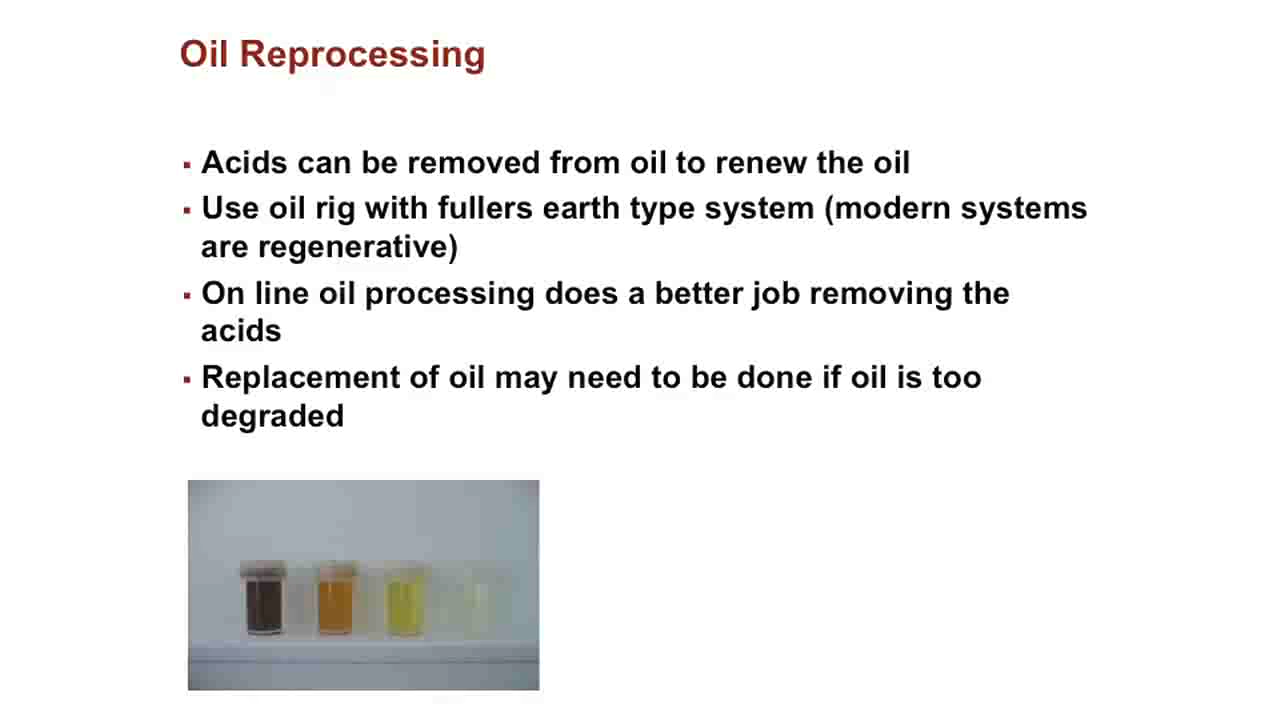 Oil Reprocessing
▪ Acids can be removed from oil to renew the oil
▪ Use oil rig with fullers earth type system (modern systems
are regenerative)
▪ On line oil processing does a better job removing the
acids
▪ Replacement of oil may need to be done if oil is too
degraded